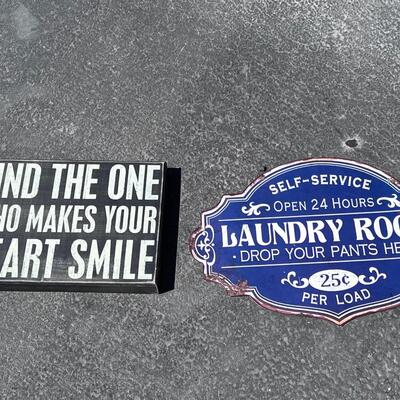 ND THE ONE
HO MAKES YOUR
EART SMILE
SELF-SERVICE
OPEN 24 HOURS
LAUNDRY ROO
· DROP YOUR PANTS HE
25¢
PER LOAD